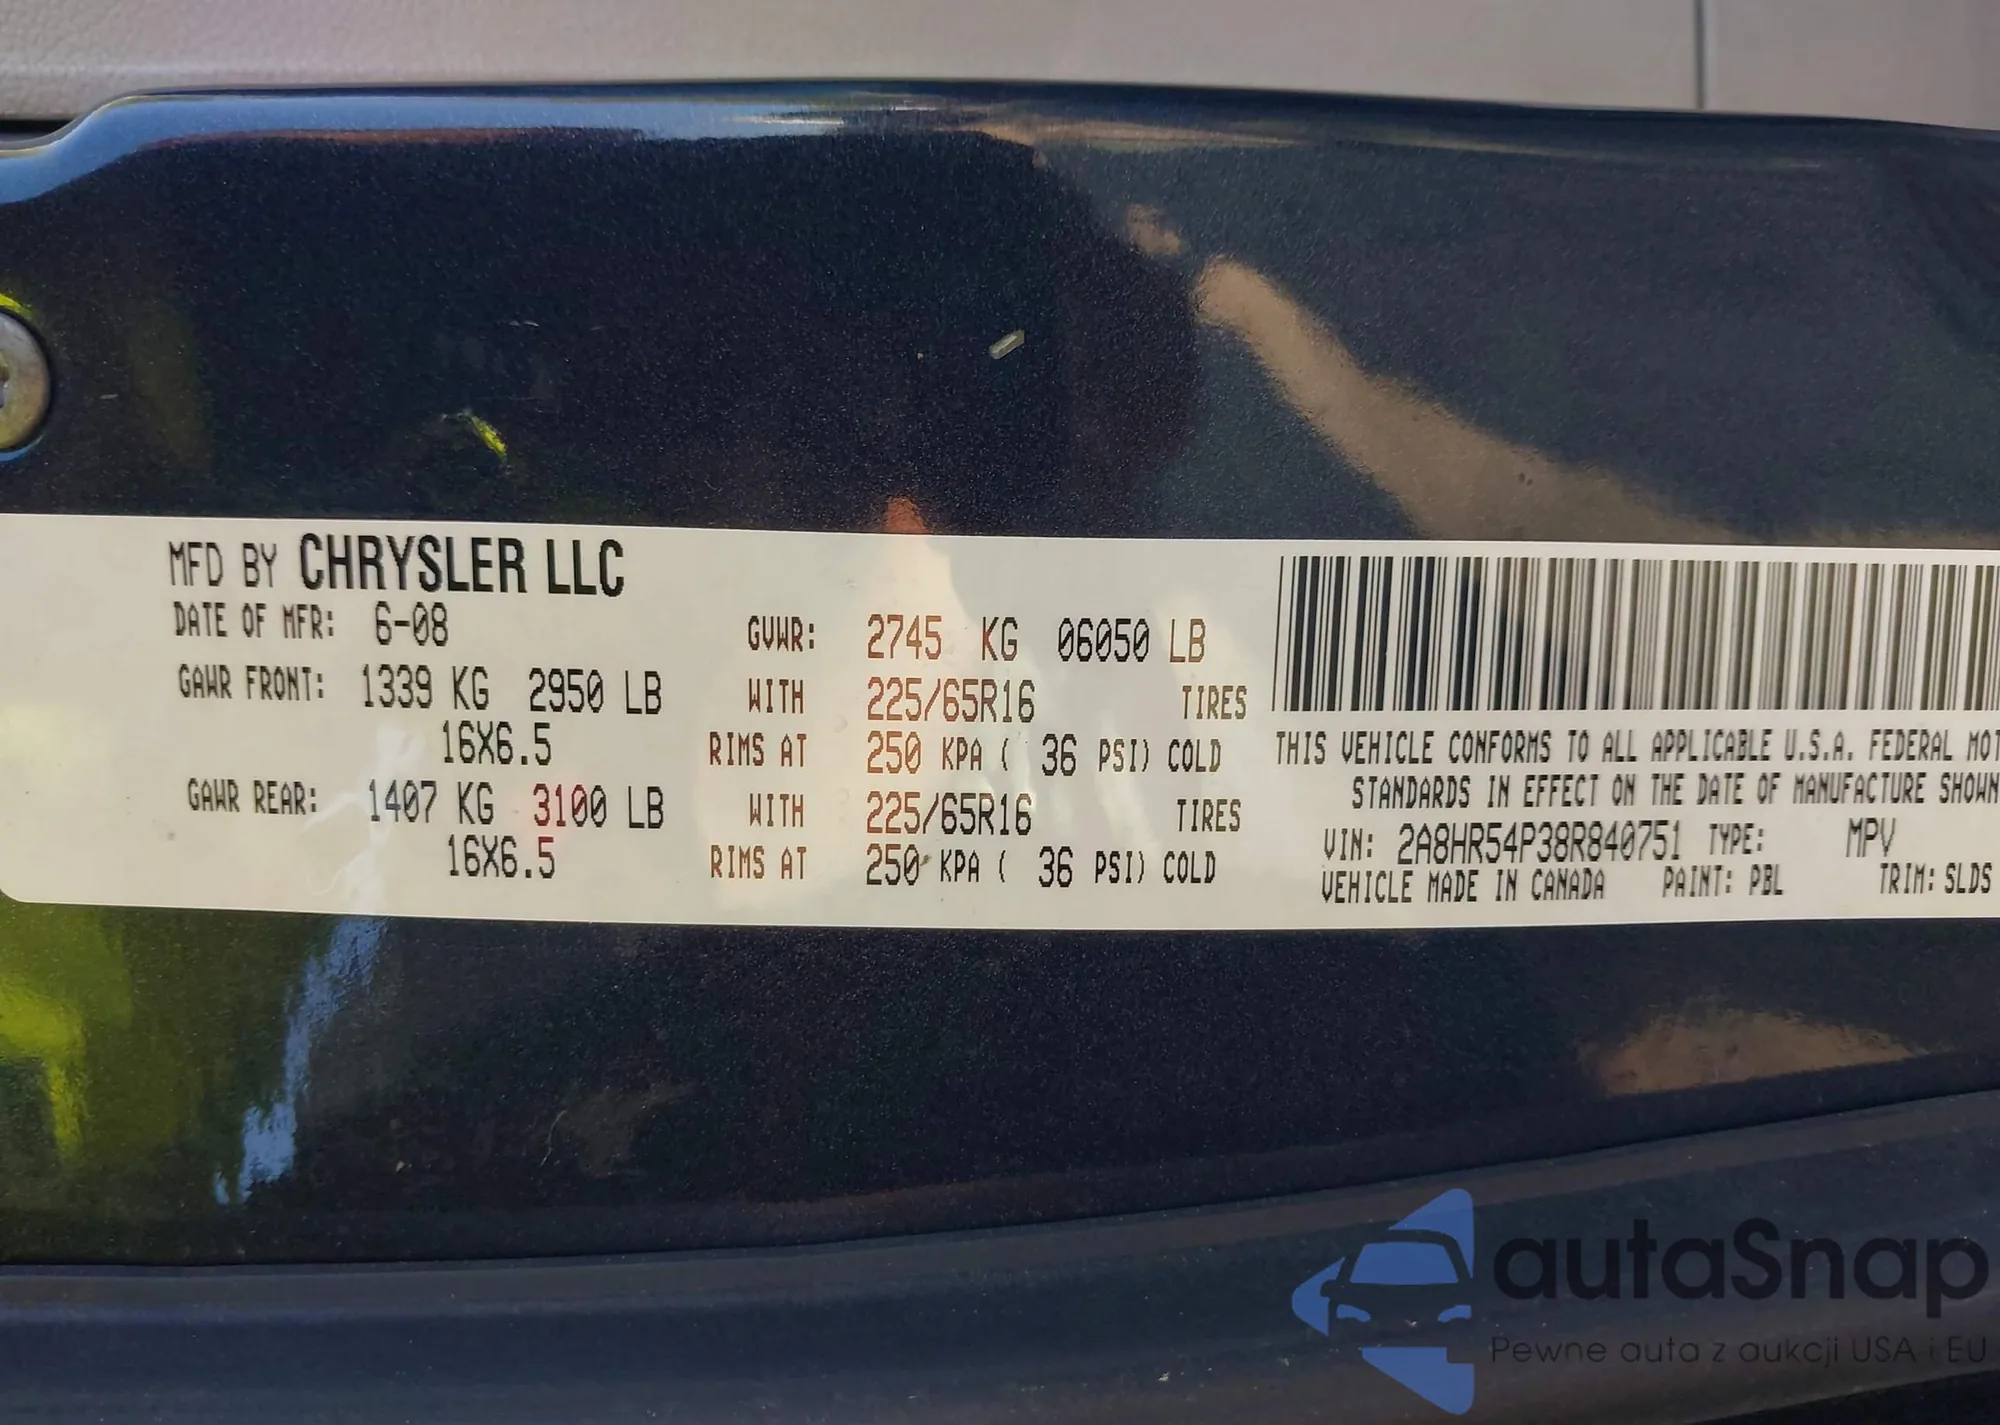 MFD BY CHRYSLER LLC
DATE OF MFR: 6-08
GVWR: 2745 KG 06050 LB
GAWR FRONT: 1339 KG 2950 LB WITH 225/65R16 TIRES
16X6.5 RIMS AT 250 KPA ( 36 PSI) COLD
GAWR REAR: 1407 KG 3100 LB WITH 225/65R16 TIRES
16X6.5 RIMS AT 250 KPA ( 36 PSI) COLD
THIS VEHICLE CONFORMS TO ALL APPLICABLE U.S.A. FEDERAL MOT
STANDARDS IN EFFECT ON THE DATE OF MANUFACTURE SHOWN
VIN: 2A8HR54P38R840751 TYPE: MPV
VEHICLE MADE IN CANADA PAINT: PBL TRIM: SLDS
autaSnap
Pewne auta z aukcji USA i EU